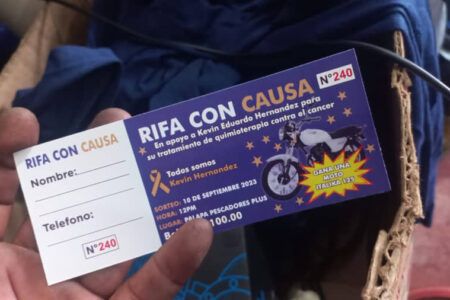 RIFA CON CAUSA
Nombre:
Telefono:
N°240
RIFA CON CAUSA
N°240
En apoyo a Kevin Eduardo Hernandez para
su tratamiento de quimioterapia contra el cancer
Todos somos
Kevin Hernandez
SORTEO: 10 DE SEPTIEMBRE 2023
HORA: 12PM
LUGAR: PALAPA PESCADORES PLUS
100.00
GANA UNA
MOTO
ITALIKA 125